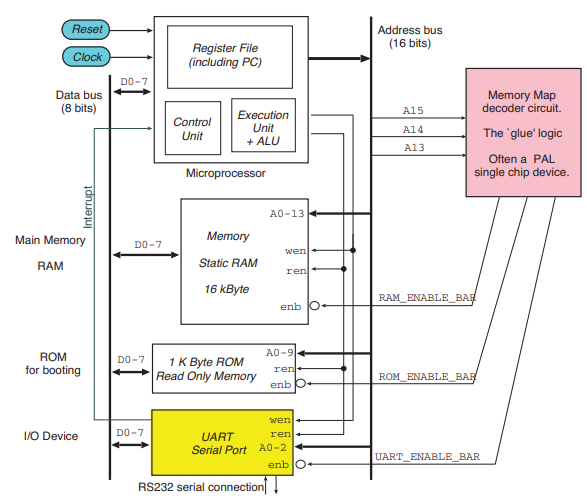 Reset
Clock
Register File
(including PC)
Control
Unit
Execution
Unit
+ ALU
Microprocessor
Address bus
(16 bits)
D0-7
Data bus
(8 bits)
A15
A14
A13
Memory Map
decoder circuit.
The `glue' logic
Often a PAL
single chip device.
Interrupt
Main Memory
RAM
D0-7
A0-13
Memory
Static RAM
16 kByte
wen
ren
enb
RAM_ENABLE_BAR
ROM
for booting
D0-7
A0-9
1 K Byte ROM
Read Only Memory
ren
enb
ROM_ENABLE_BAR
I/O Device
D0-7
UART
Serial Port
wen
ren
A0-2
enb
UART_ENABLE_BAR
RS232 serial connection